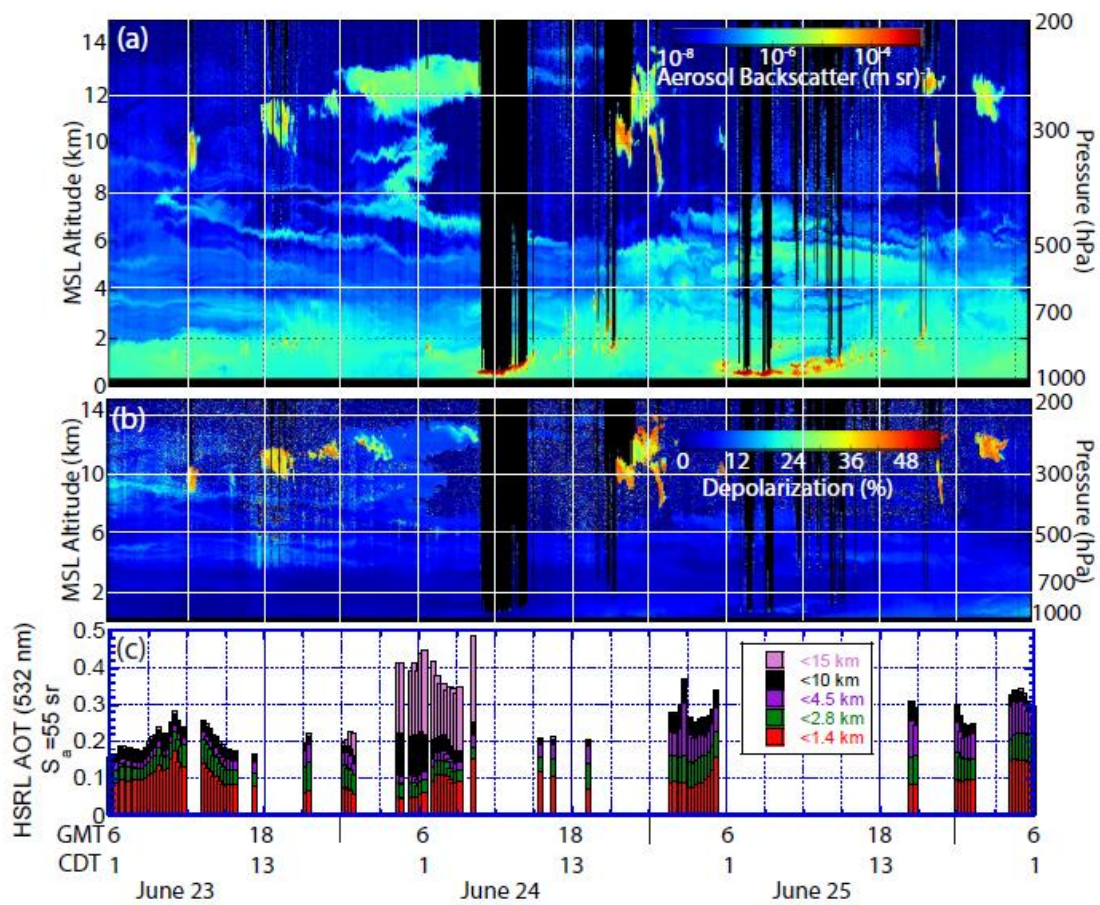 (a)
14
12
10
8
6
4
2
0
MSL Altitude (km)
10-8 10-6 10-4
Aerosol Backscatter (m sr)
200
300
500
700
1000
Pressure (hPa)
(b)
14
10
6
2
MSL Altitude (km)
0 12 24 36 48
Depolarization (%)
200
300
500
700
1000
Pressure (hPa)
(c)
0.5
0.4
0.3
0.2
0.1
0
HSRL AOT (532 nm)
Sa=55 sr
<15 km
<10 km
<4.5 km
<2.8 km
<1.4 km
GMT 6 18 6 18 6 18 6
CDT 1 13 1 13 1 13 1
June 23 June 24 June 25